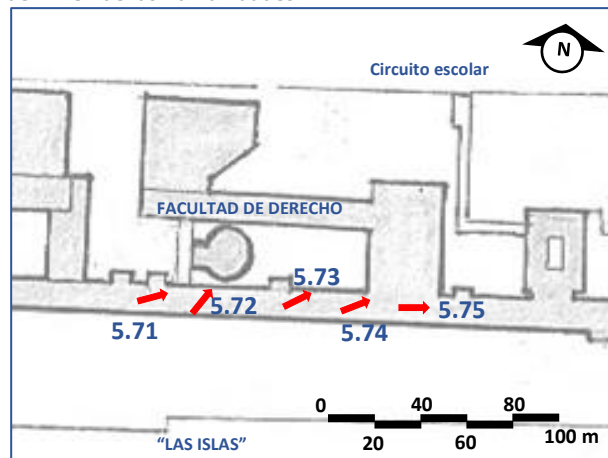 N
Circuito escolar
FACULTAD DE DERECHO
5.73
5.72
5.75
5.71
5.74
0 40 80
20 60 100 m
“LAS ISLAS”